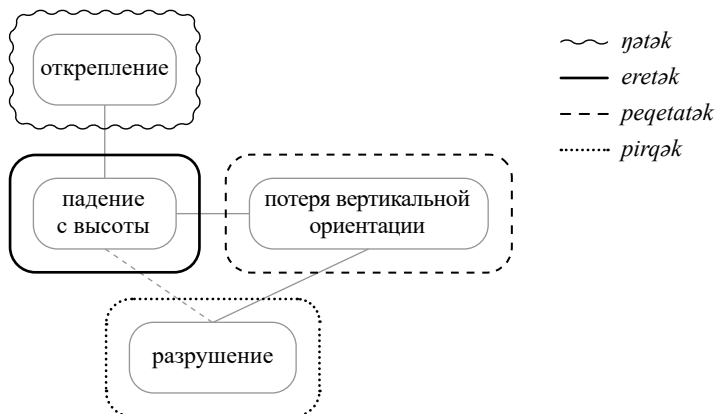 открепление
падение
с высоты
потеря вертикальной
ориентации
разрушение
ŋətək
eretək
peqetatək
pirqək